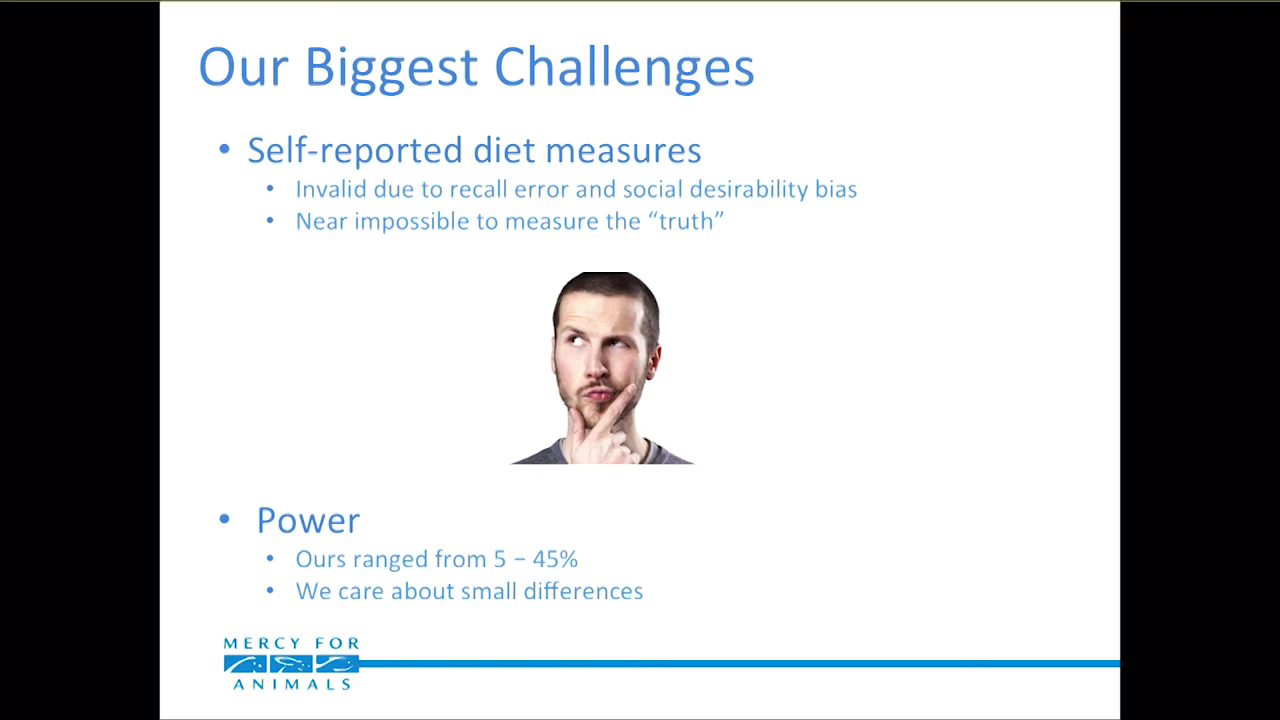 Our Biggest Challenges
• Self-reported diet measures
• Invalid due to recall error and social desirability bias
• Near impossible to measure the “truth”
• Power
• Ours ranged from 5 – 45%
• We care about small differences
MERCY FOR
ANIMALS